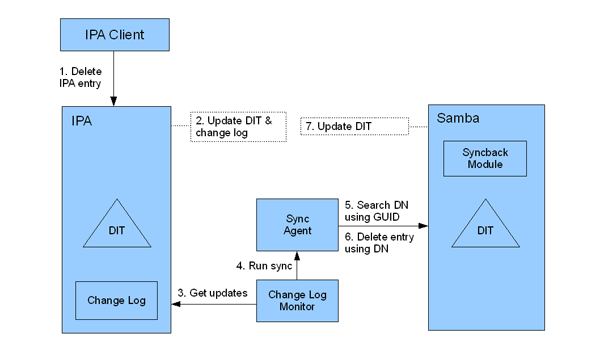 IPA Client
1. Delete
IPA entry
IPA
2. Update DIT &
change log
7. Update DIT
Samba
Syncback
Module
DIT
Sync
Agent
5. Search DN
using GUID
6. Delete entry
using DN
DIT
4. Run sync
Change Log
3. Get updates
Change Log
Monitor